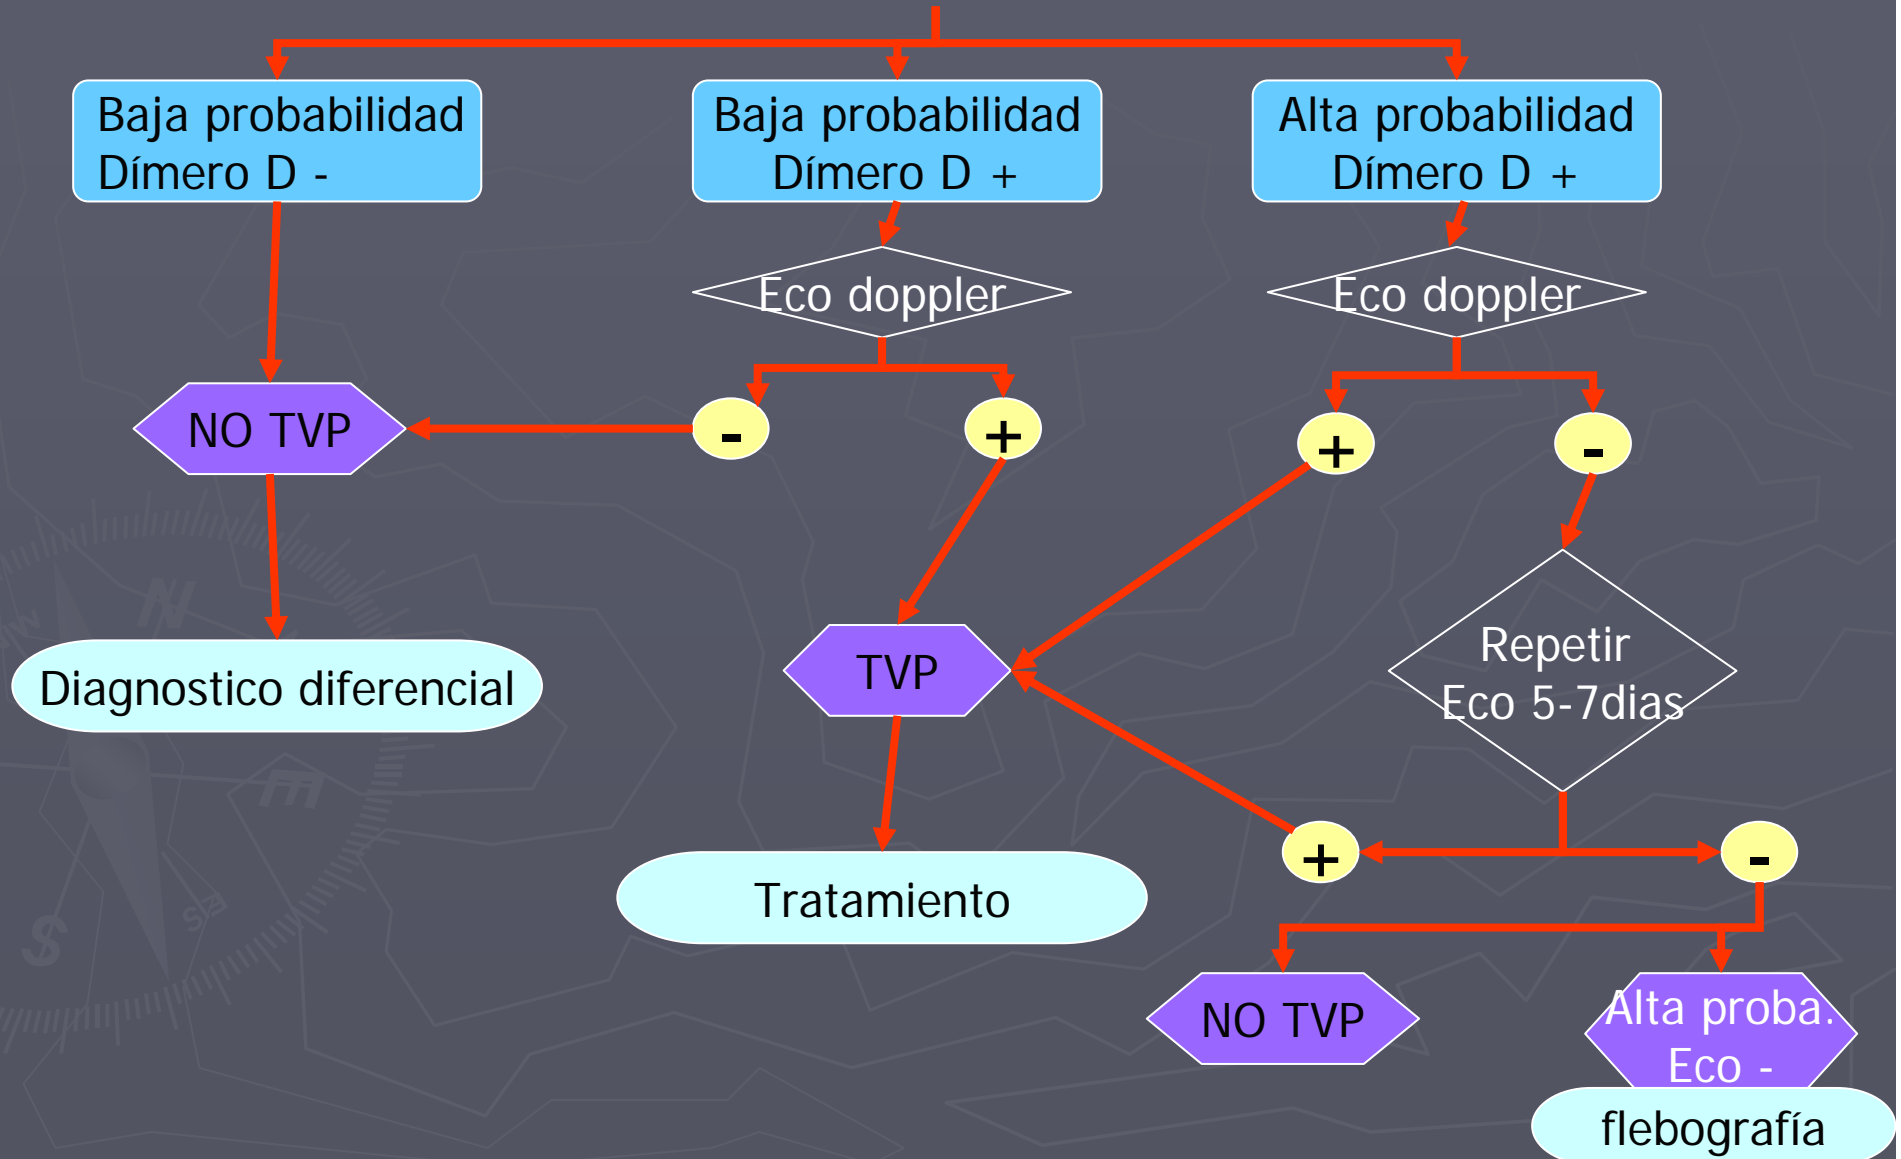 Baja probabilidad
Dímero D -
Baja probabilidad
Dímero D +
Alta probabilidad
Dímero D +
Eco doppler
Eco doppler
NO TVP
-
+
+
-
Diagnostico diferencial
TVP
Repetir
Eco 5-7dias
Tratamiento
+
-
NO TVP
Alta proba.
Eco -
flebografía
N
W
E
S
ES